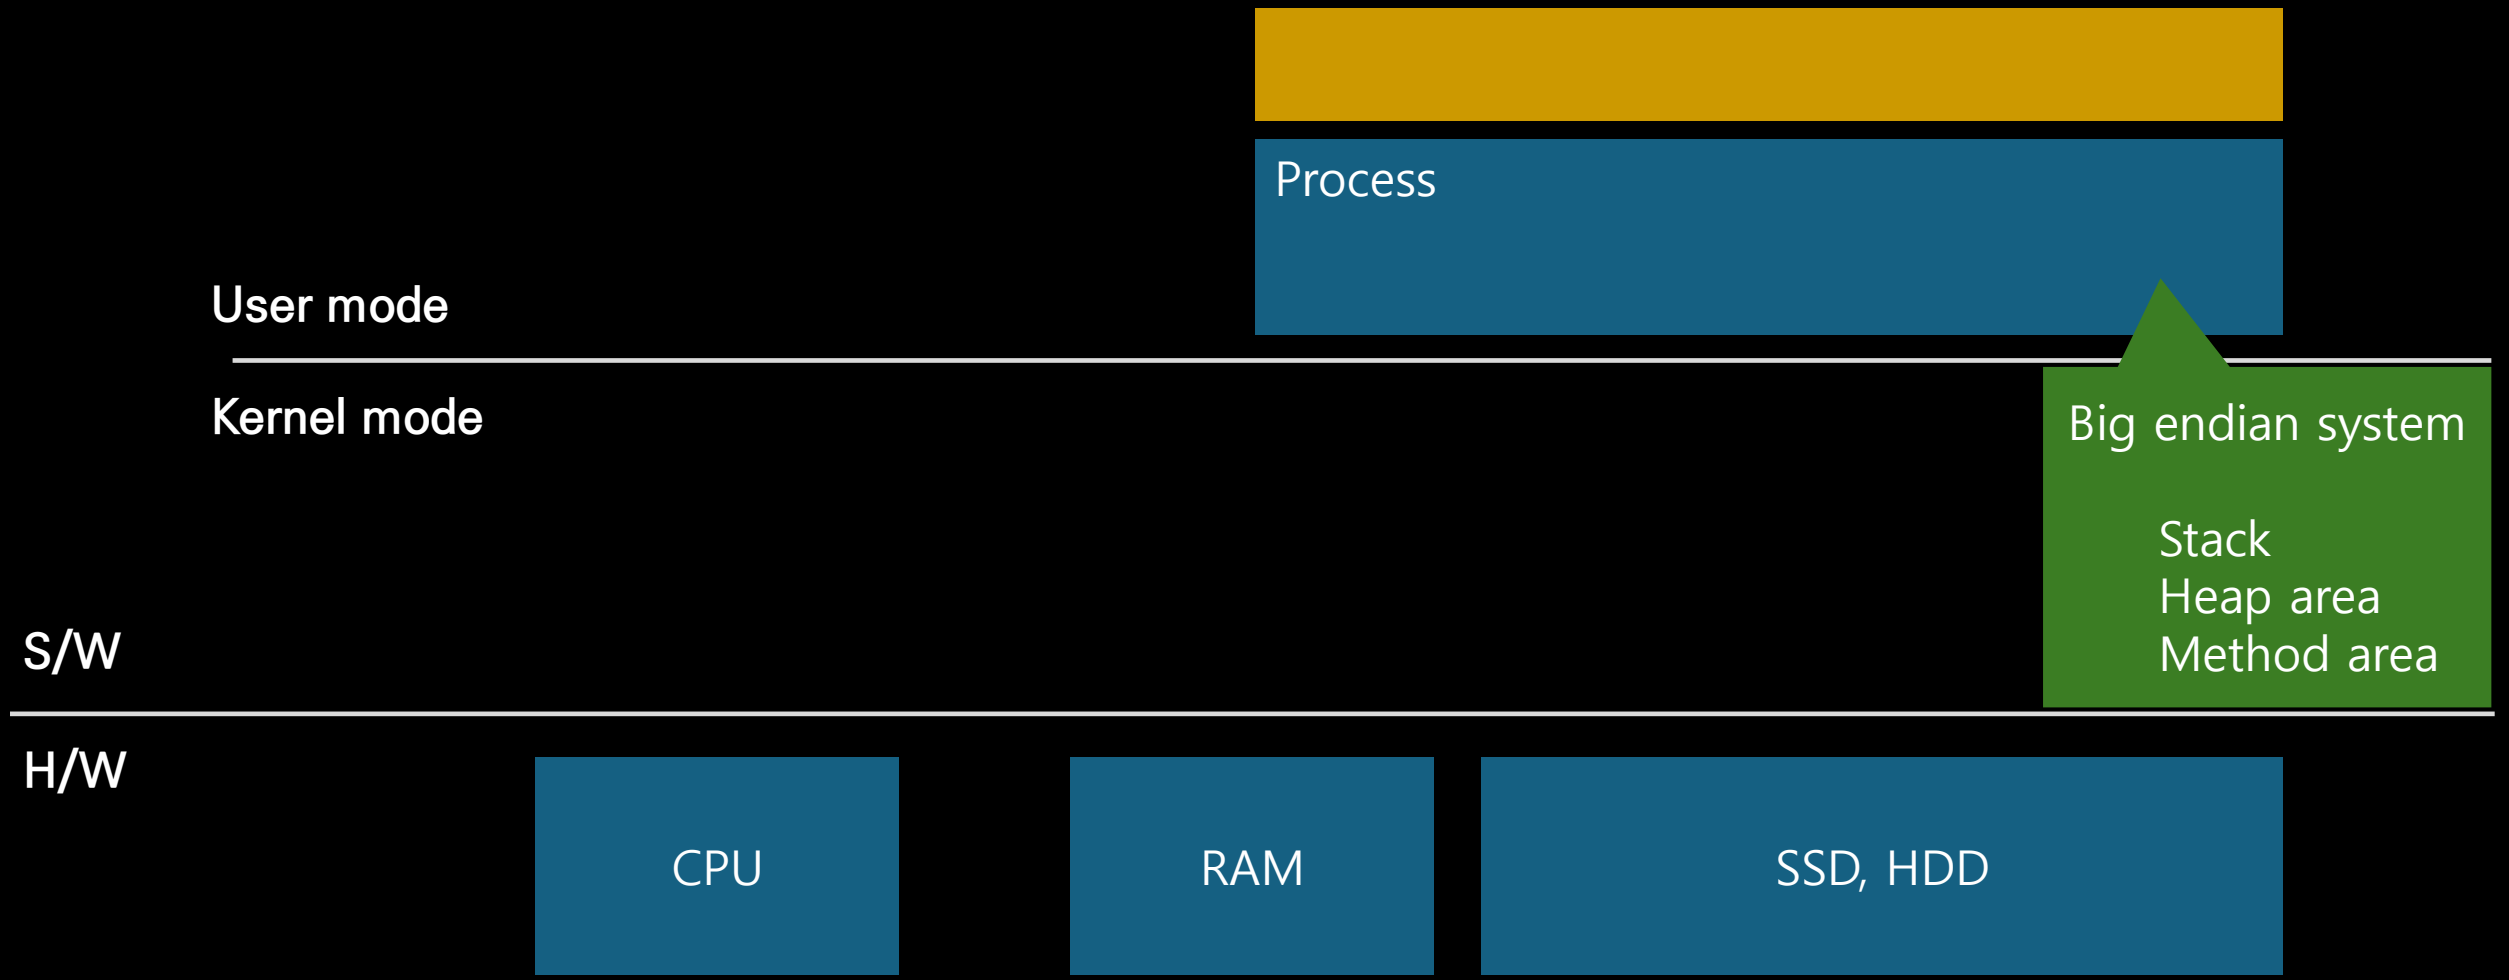 Process
User mode
Kernel mode
Big endian system
Stack
Heap area
Method area
S/W
H/W
CPU
RAM
SSD, HDD